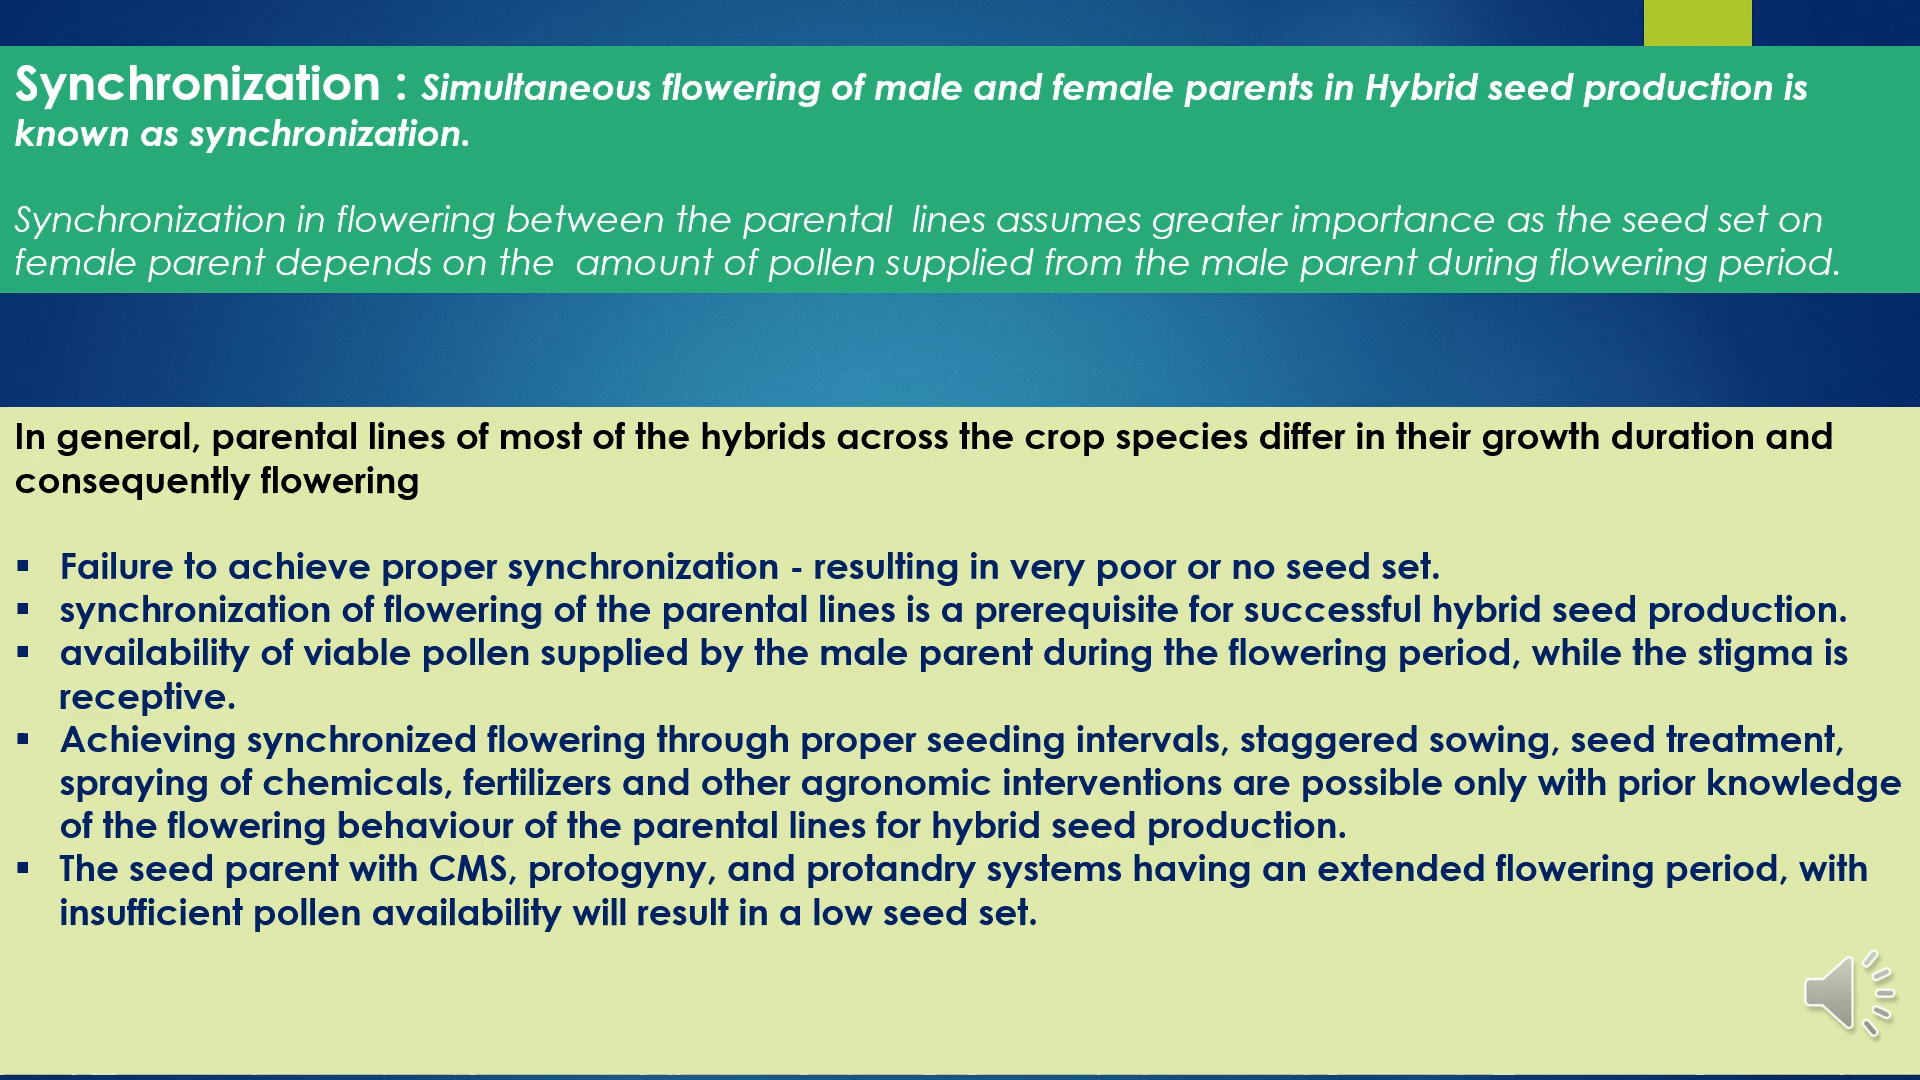 Synchronization : Simultaneous flowering of male and female parents in Hybrid seed production is
known as synchronization.
Synchronization in flowering between the parental lines assumes greater importance as the seed set on
female parent depends on the amount of pollen supplied from the male parent during flowering period.
In general, parental lines of most of the hybrids across the crop species differ in their growth duration and
consequently flowering
▪ Failure to achieve proper synchronization - resulting in very poor or no seed set.
▪ synchronization of flowering of the parental lines is a prerequisite for successful hybrid seed production.
▪ availability of viable pollen supplied by the male parent during the flowering period, while the stigma is
receptive.
▪ Achieving synchronized flowering through proper seeding intervals, staggered sowing, seed treatment,
spraying of chemicals, fertilizers and other agronomic interventions are possible only with prior knowledge
of the flowering behaviour of the parental lines for hybrid seed production.
▪ The seed parent with CMS, protogyny, and protandry systems having an extended flowering period, with
insufficient pollen availability will result in a low seed set.